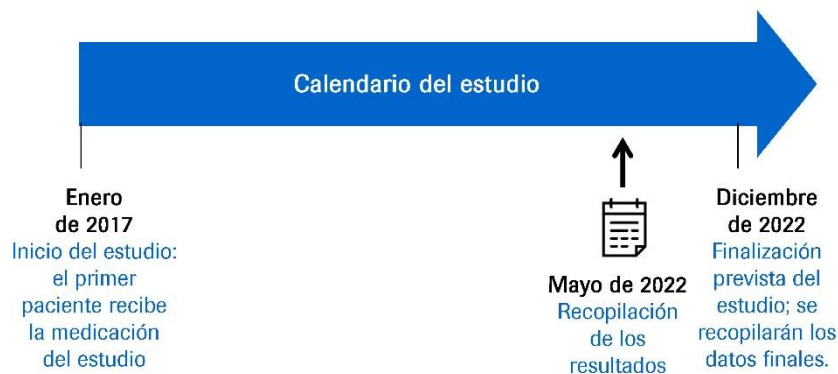 Calendario del estudio
Enero
de 2017
Inicio del estudio:
el primer
paciente recibe
la medicación
del estudio
Mayo de 2022
Recopilación
de los
resultados
Diciembre
de 2022
Finalización
prevista del
estudio; se
recopilarán los
datos finales.